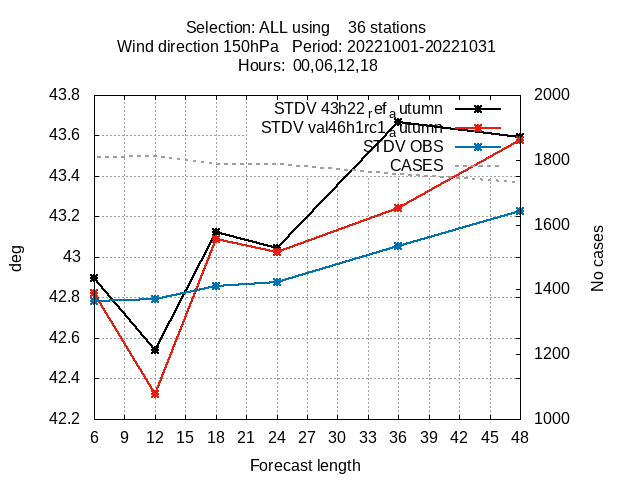 Selection: ALL using    36 stations
Wind direction 150hPa   Period: 20221001-20221031
Hours:  00,06,12,18
STDV 43h22ref_autumn
STDV val46h1rc1_autumn
STDV OBS
CASES
43.8
43.6
43.4
43.2
43
42.8
42.6
42.4
42.2
deg
2000
1800
1600
1400
1200
1000
No cases
6 9 12 15 18 21 24 27 30 33 36 39 42 45 48
Forecast length